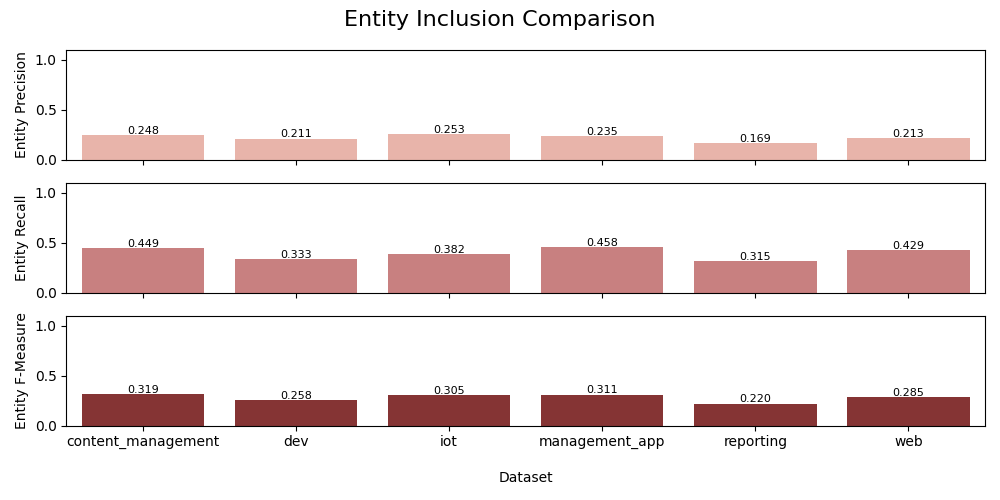 Entity Inclusion Comparison
Entity Precision
1.0
0.5
0.0
0.248 0.211 0.253 0.235 0.169 0.213
Entity Recall
1.0
0.5
0.0
0.449 0.333 0.382 0.458 0.315 0.429
Entity F-Measure
1.0
0.5
0.0
0.319 0.258 0.305 0.311 0.220 0.285
content_management dev iot management_app reporting web
Dataset